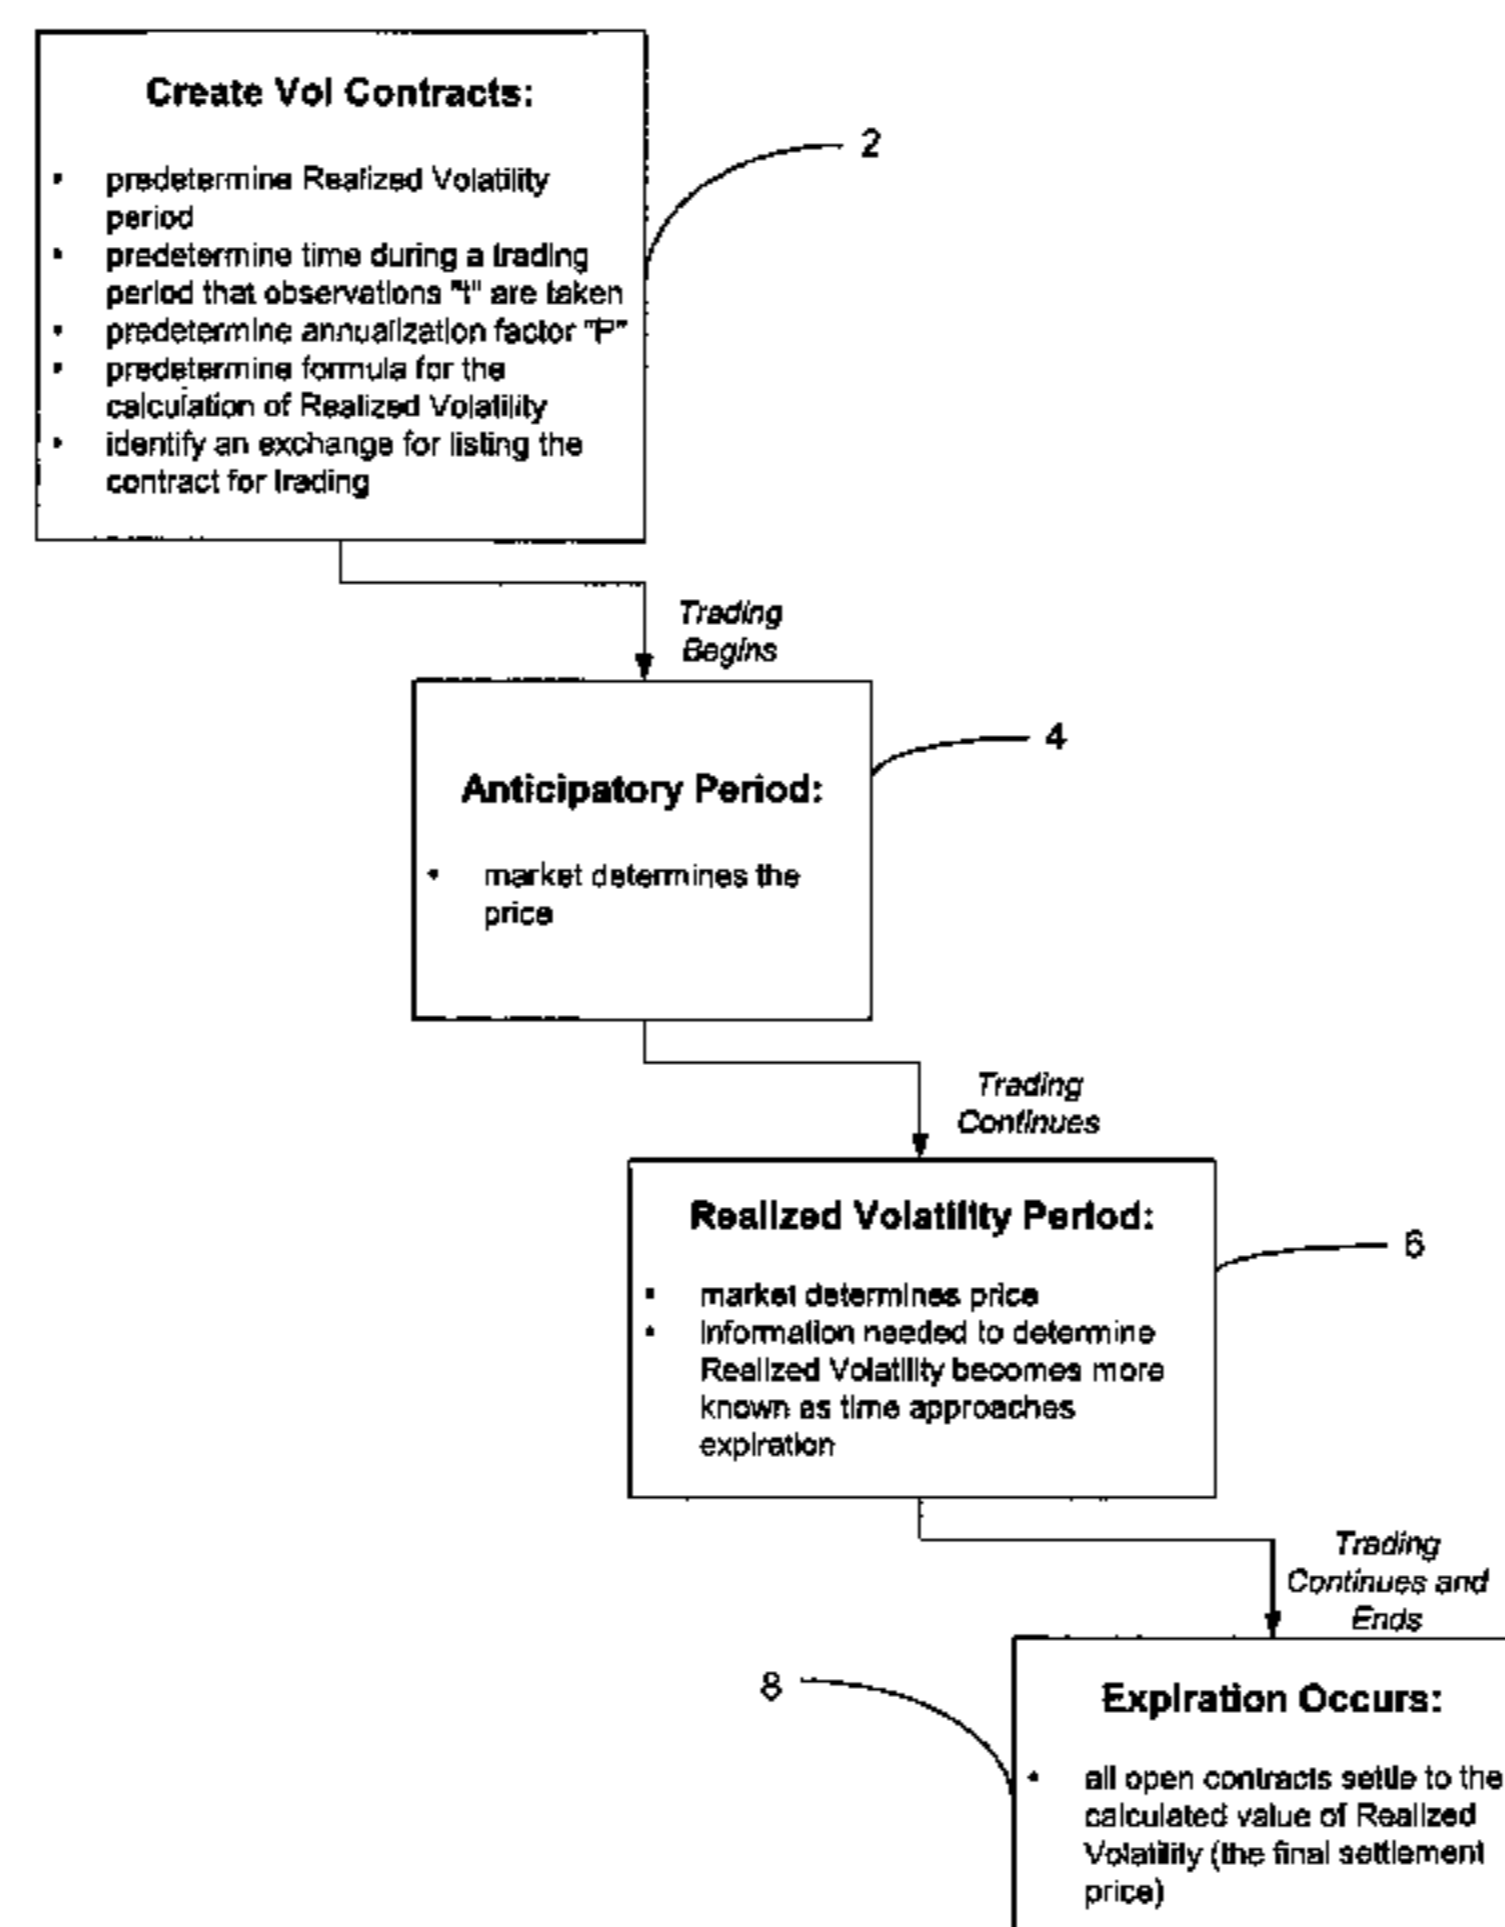 Create Vol Contracts:
2
• predetermine Realized Volatility
period
• predetermine time during a trading
period that observations "t" are taken
• predetermine annualization factor "P"
• predetermine formula for the
calculation of Realized Volatility
• identify an exchange for listing the
contract for trading
Trading
Begins
4
Anticipatory Period:
• market determines the
price
Trading
Continues
Realized Volatility Period:
6
• market determines price
• Information needed to determine
Realized Volatility becomes more
known as time approaches
expiration
Trading
Continues and
Ends
8
Expiration Occurs:
• all open contracts settle to the
calculated value of Realized
Volatility (the final settlement
price)